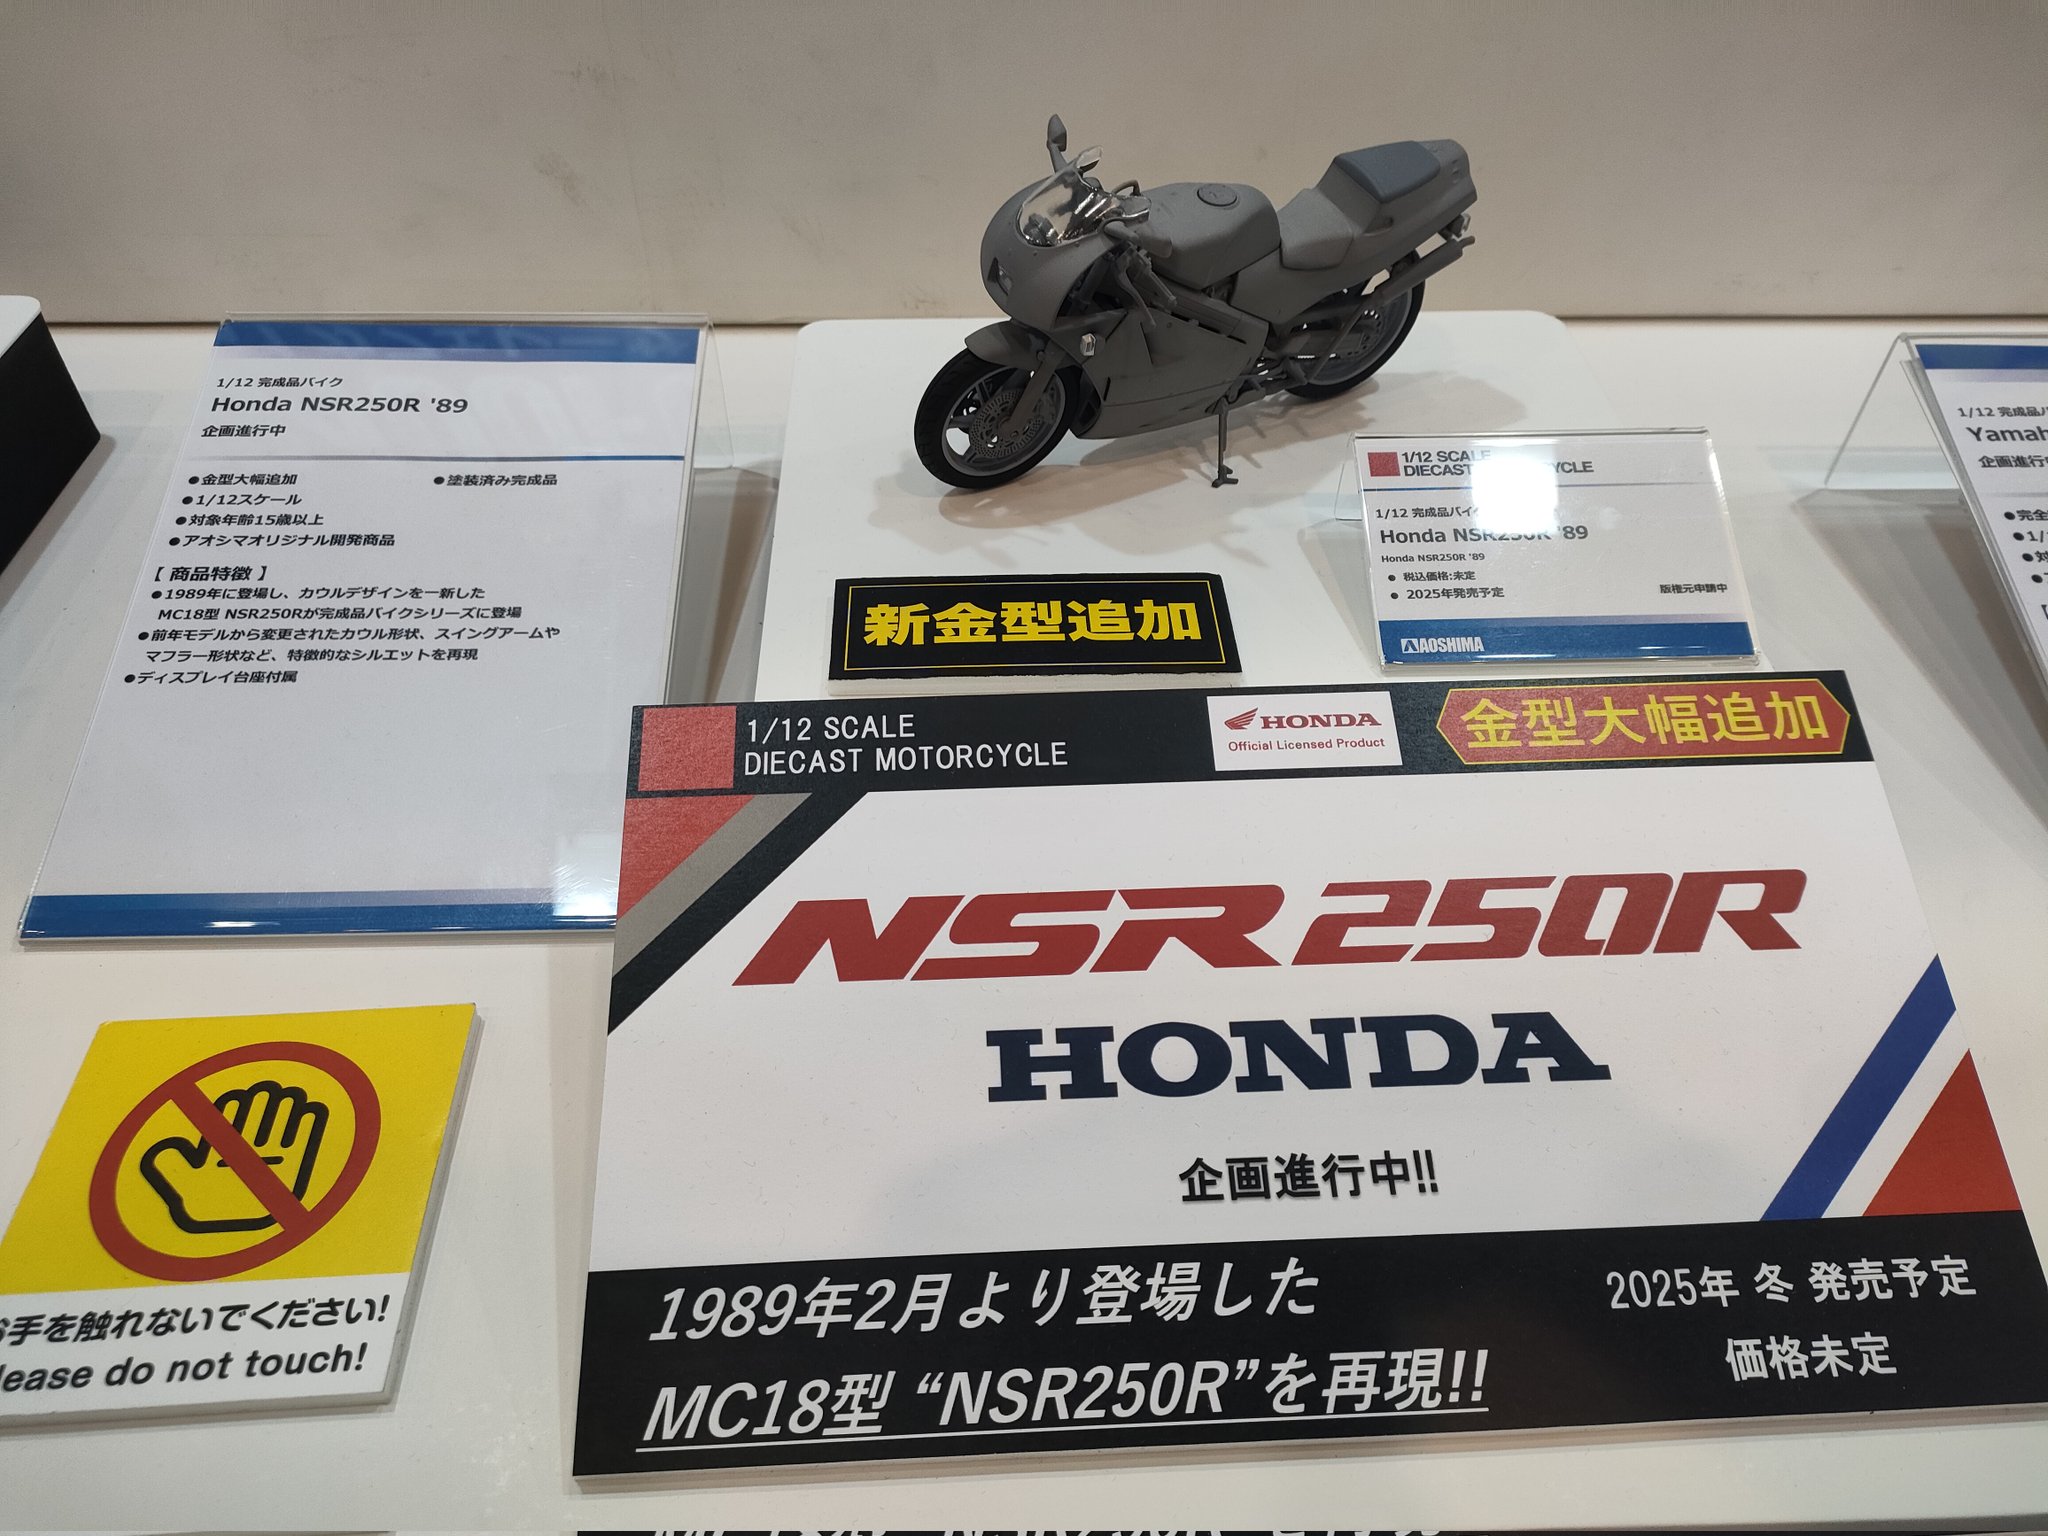 1/12 完成品バイク
Honda NSR250R '89
企画進行中
●金型大幅追加 ●塗装済み完成品
●1/12スケール
●対象年齢15歳以上
●アオシマオリジナル開発商品
【 商品特徴 】
●1989年に登場し、カウルデザインを一新した
MC18型 NSR250Rが完成品バイクシリーズに登場
●前年モデルから変更されたカウル形状、スイングアームや
マフラー形状など、特徴的なシルエットを再現
●ディスプレイ台座付属
新金型追加
1/12 SCALE
DIECAST
1/12 完成品バイ
Honda NSR250R '89
Honda NSR250R '89
● 税込価格:未定
● 2025年発売予定 版権元申請中
AOSHIMA
1/12 完成品
Yamah
企画進行
1/12 SCALE
DIECAST MOTORCYCLE
HONDA
Official Licensed Product
金型大幅追加
NSR250R
HONDA
企画進行中!!
1989年2月より登場した
MC18型 “NSR250R”を再現!!
2025年 冬 発売予定
価格未定
お手を触れないでください!
lease do not touch!